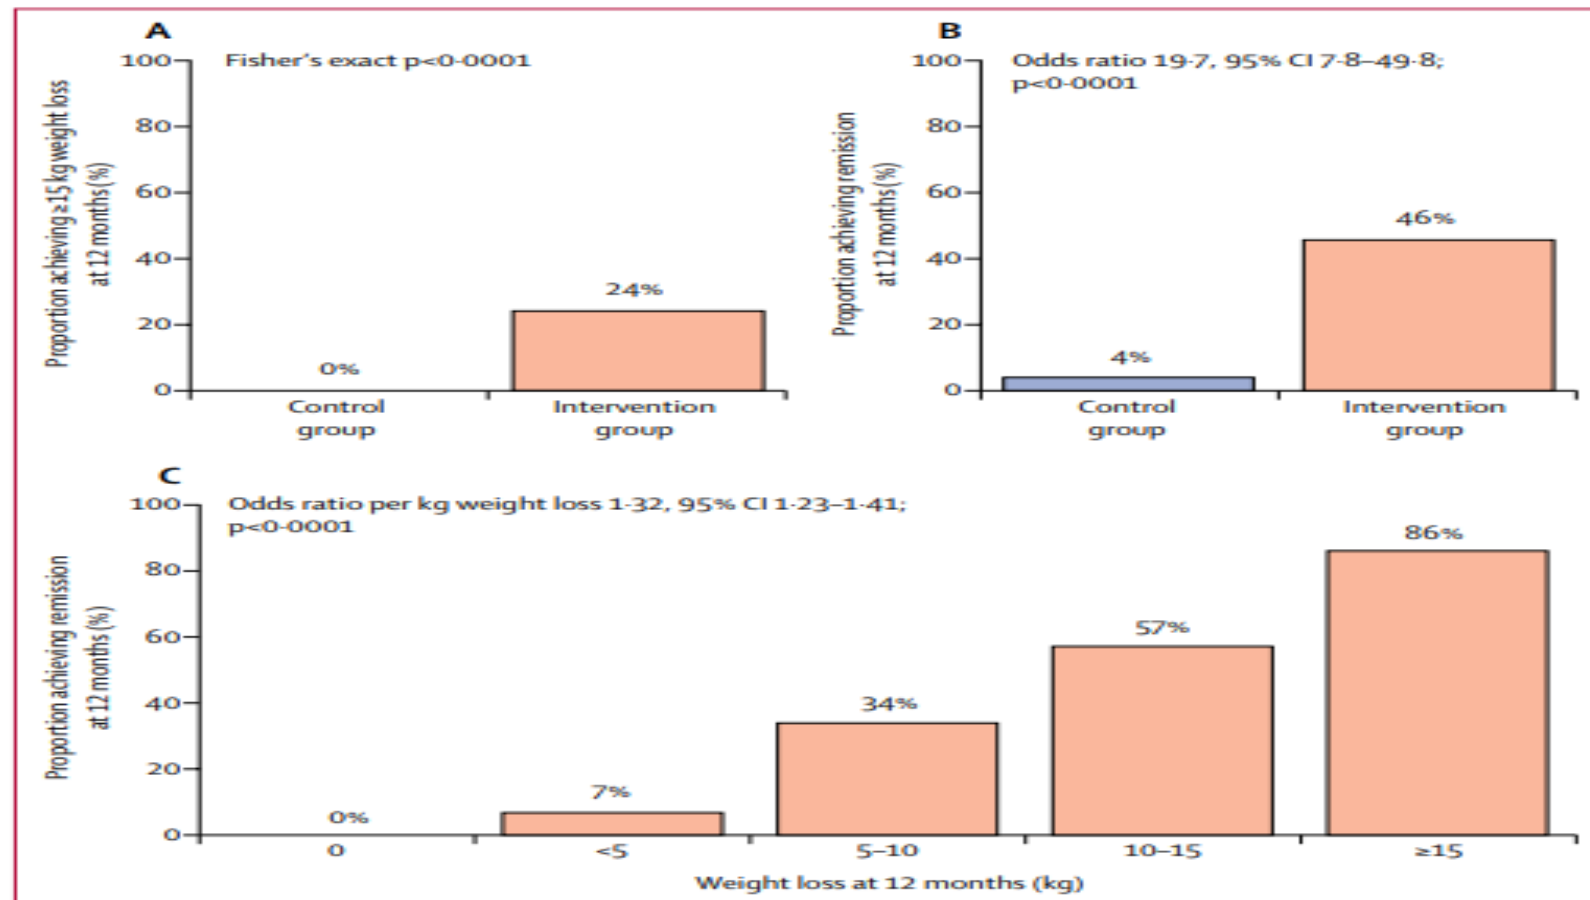 A
Fisher's exact p<0·0001
100
80
60
40
20
0
Proportion achieving ≥15 kg weight loss
at 12 months (%)
0%
24%
Control
group
Intervention
group
B
Odds ratio 19·7, 95% CI 7·8–49·8;
p<0·0001
100
80
60
40
20
0
Proportion achieving remission
at 12 months (%)
4%
46%
Control
group
Intervention
group
C
Odds ratio per kg weight loss 1·32, 95% CI 1·23–1·41;
p<0·0001
100
80
60
40
20
0
Proportion achieving remission
at 12 months (%)
0%
7%
34%
57%
86%
0
<5
5–10
10–15
≥15
Weight loss at 12 months (kg)